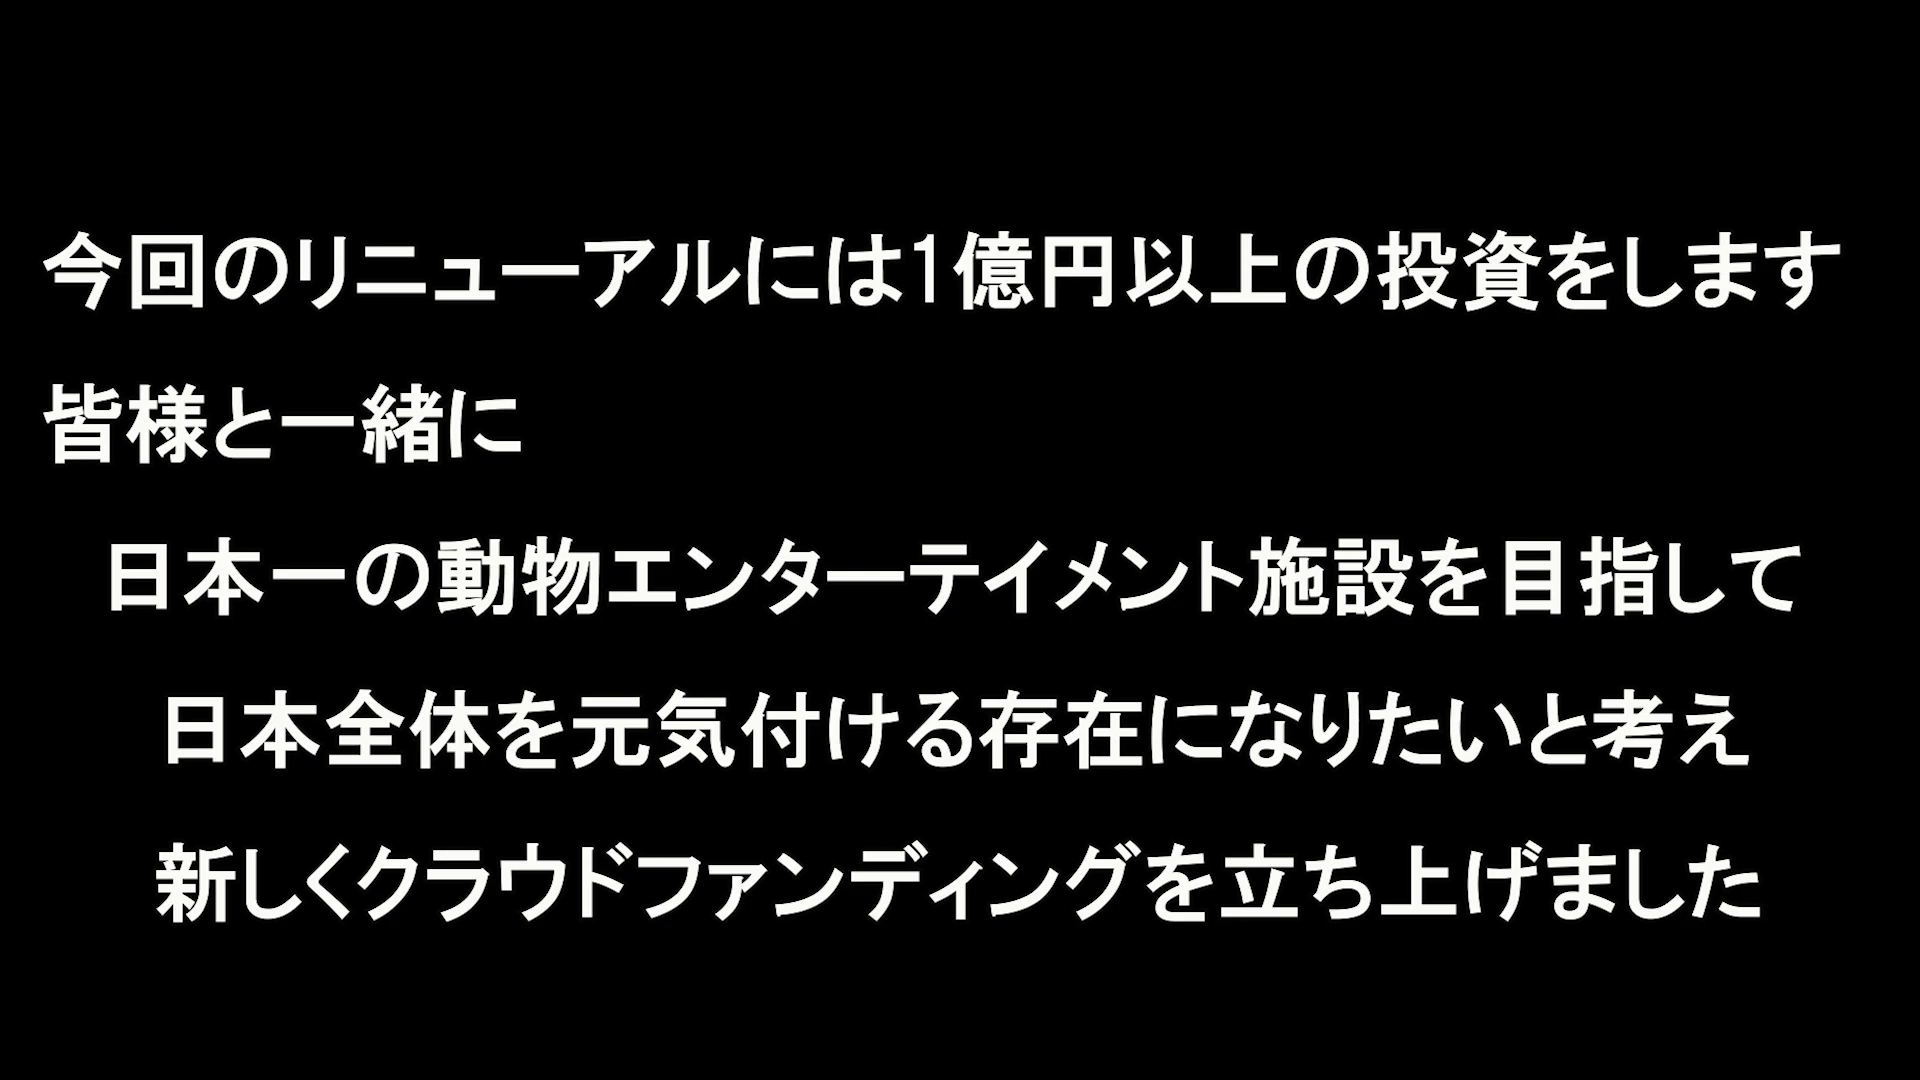 今回のリニューアルには1億円以上の投資をします
皆様と一緒に
日本一の動物エンターテイメント施設を目指して
日本全体を元気付ける存在になりたいと考え
新しくクラウドファンディングを立ち上げました